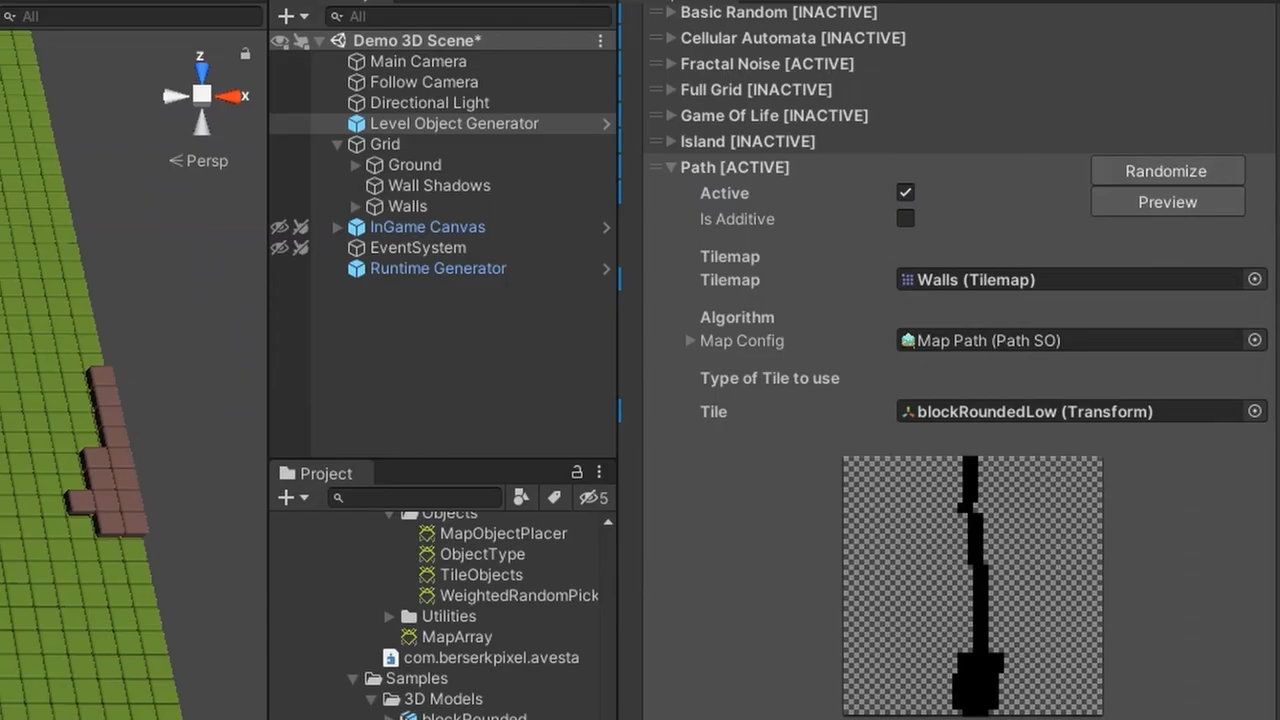 All
z
x
Persp
All
Demo 3D Scene*
Main Camera
Follow Camera
Directional Light
Level Object Generator
Grid
Ground
Wall Shadows
Walls
InGame Canvas
EventSystem
Runtime Generator
Project
5
Objects
MapObjectPlacer
ObjectType
TileObjects
WeightedRandomPick
Utilities
MapArray
com.berserkpixel.avesta
Samples
3D Models
blockRounded
Basic Random [INACTIVE]
Cellular Automata [INACTIVE]
Fractal Noise [ACTIVE]
Full Grid [INACTIVE]
Game Of Life [INACTIVE]
Island [INACTIVE]
Path [ACTIVE]
Randomize
Active
Preview
Is Additive
Tilemap
Tilemap Walls (Tilemap)
Algorithm
Map Config Map Path (Path SO)
Type of Tile to use
Tile blockRoundedLow (Transform)